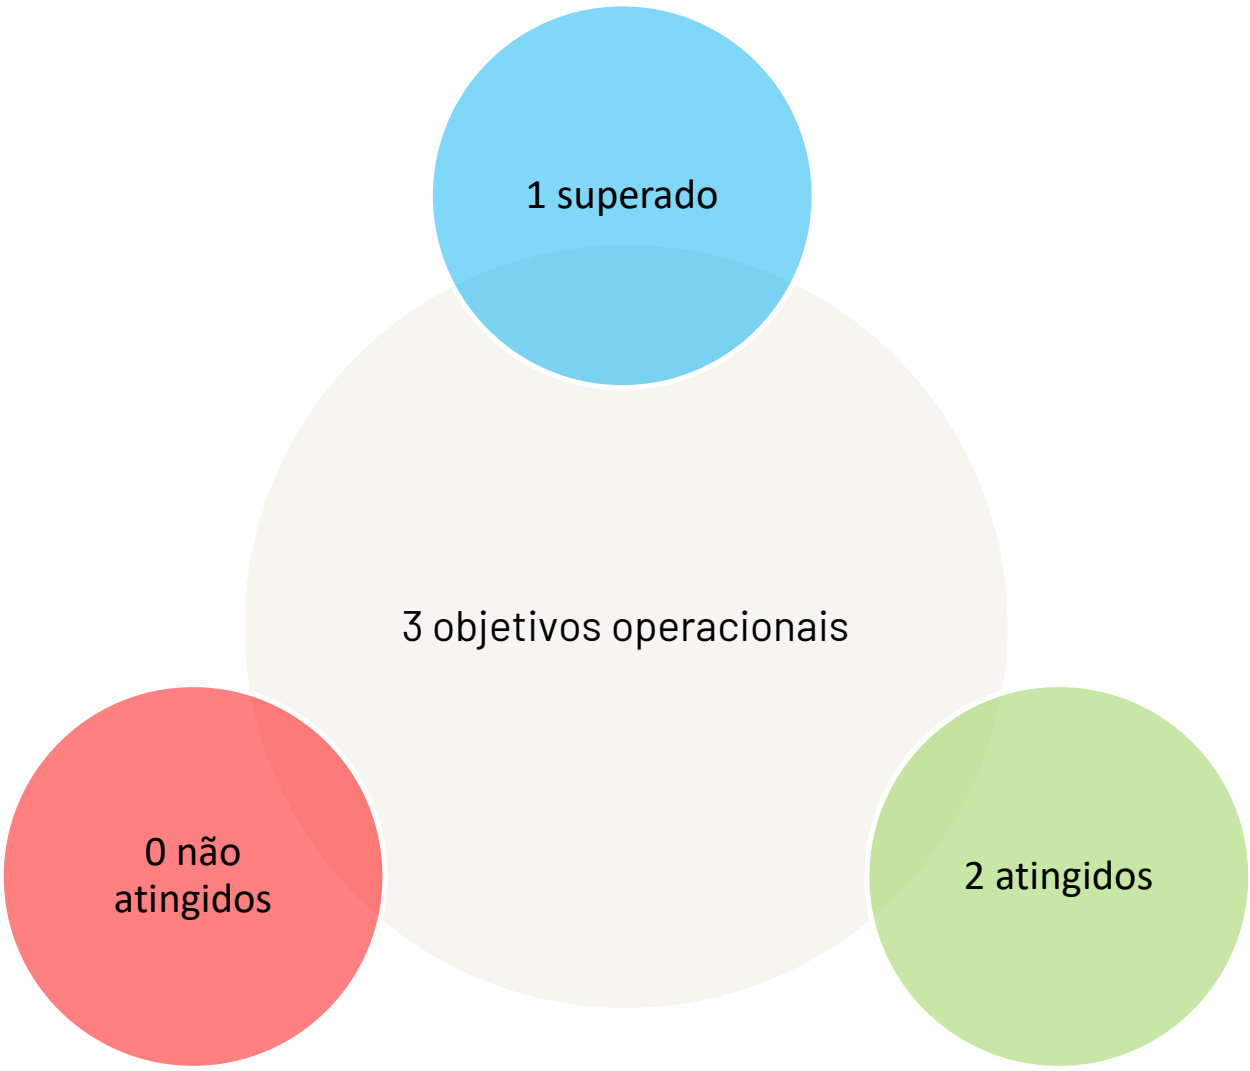 1 superado
3 objetivos operacionais
0 não
atingidos
2 atingidos